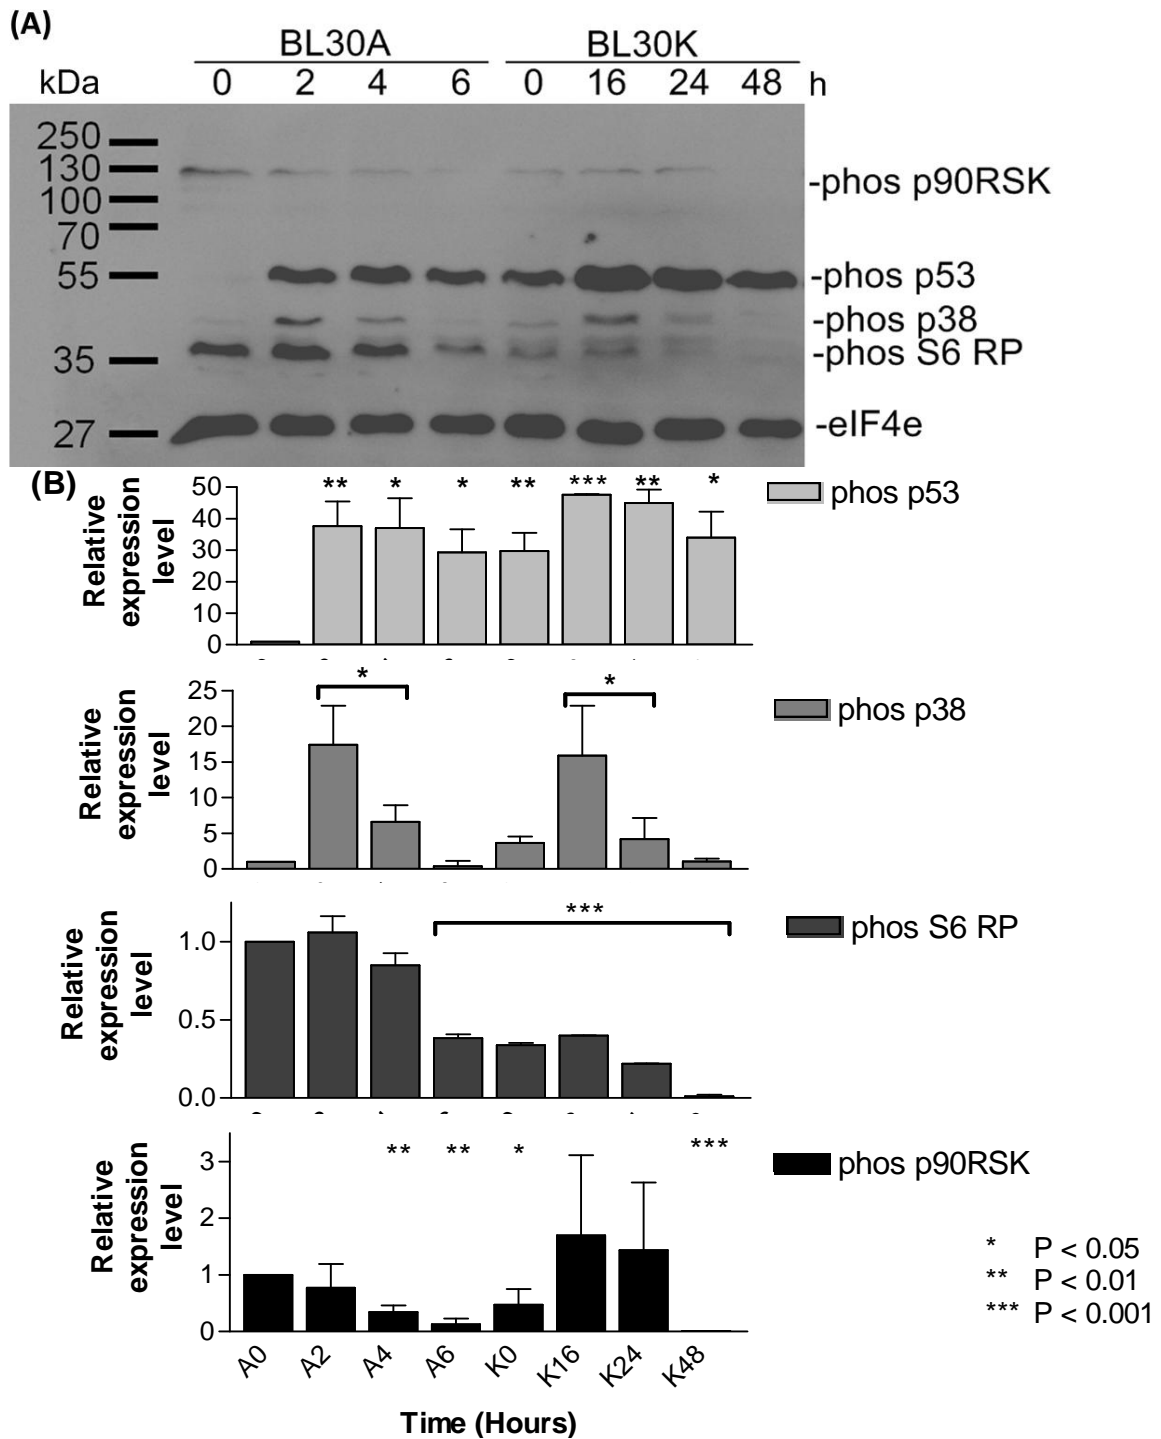 (A)
BL30A BL30K
kDa 0 2 4 6 0 16 24 48 h
250
130
100
70
55
35
27
-phos p90RSK
-phos p53
-phos p38
-phos S6 RP
-eIF4e
(B)
Relative
expression
level
50
40
30
20
10
0
** * * ** *** ** *
phos p53
Relative
expression
level
25
20
15
10
5
0
* *
phos p38
Relative
expression
level
1.0
0.5
0.0
***
phos S6 RP
Relative
expression
level
3
2
1
0
** ** * ***
phos p90RSK
A0 A2 A4 A6 K0 K16 K24 K48
Time (Hours)
* P < 0.05
** P < 0.01
*** P < 0.001